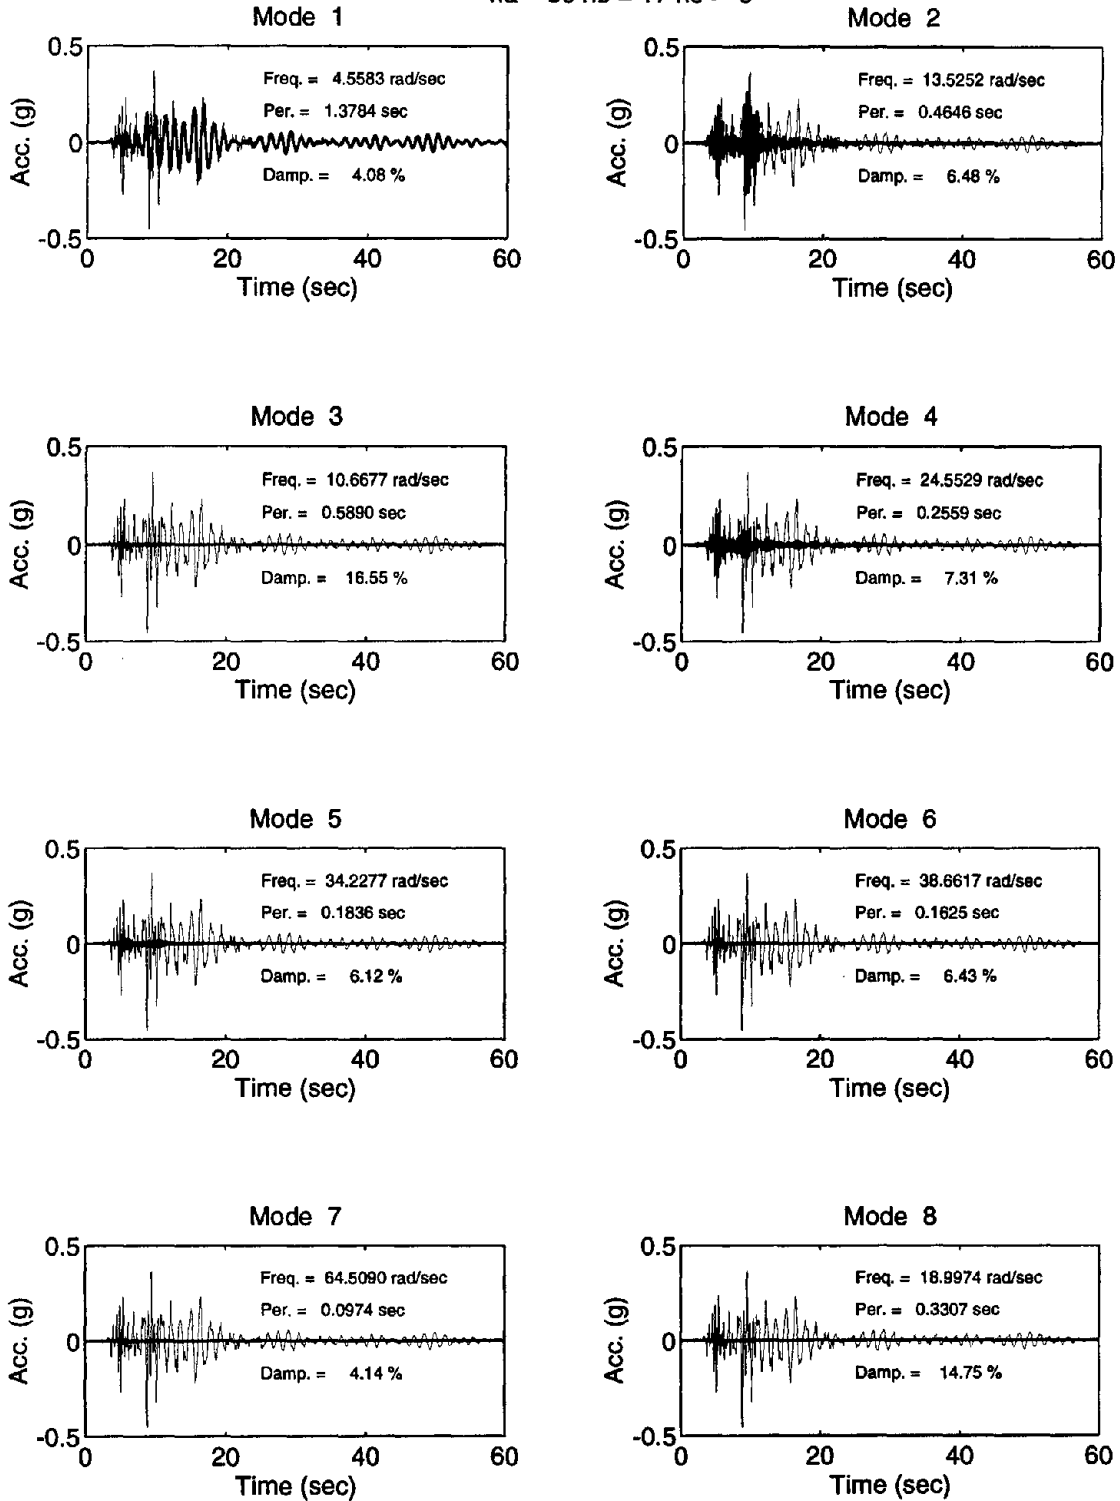 Mode 1
0.5
Acc. (g)
0
-0.5
Freq. = 4.5583 rad/sec
Per. = 1.3784 sec
Damp. = 4.08 %
0 20 40 60
Time (sec)
Mode 2
0.5
Acc. (g)
0
-0.5
Freq. = 13.5252 rad/sec
Per. = 0.4646 sec
Damp. = 6.48 %
0 20 40 60
Time (sec)
Mode 3
0.5
Acc. (g)
0
-0.5
Freq. = 10.6677 rad/sec
Per. = 0.5890 sec
Damp. = 16.55 %
0 20 40 60
Time (sec)
Mode 4
0.5
Acc. (g)
0
-0.5
Freq. = 24.5529 rad/sec
Per. = 0.2559 sec
Damp. = 7.31 %
0 20 40 60
Time (sec)
Mode 5
0.5
Acc. (g)
0
-0.5
Freq. = 34.2277 rad/sec
Per. = 0.1836 sec
Damp. = 6.12 %
0 20 40 60
Time (sec)
Mode 6
0.5
Acc. (g)
0
-0.5
Freq. = 38.6617 rad/sec
Per. = 0.1625 sec
Damp. = 6.43 %
0 20 40 60
Time (sec)
Mode 7
0.5
Acc. (g)
0
-0.5
Freq. = 64.5090 rad/sec
Per. = 0.0974 sec
Damp. = 4.14 %
0 20 40 60
Time (sec)
Mode 8
0.5
Acc. (g)
0
-0.5
Freq. = 18.9974 rad/sec
Per. = 0.3307 sec
Damp. = 14.75 %
0 20 40 60
Time (sec)